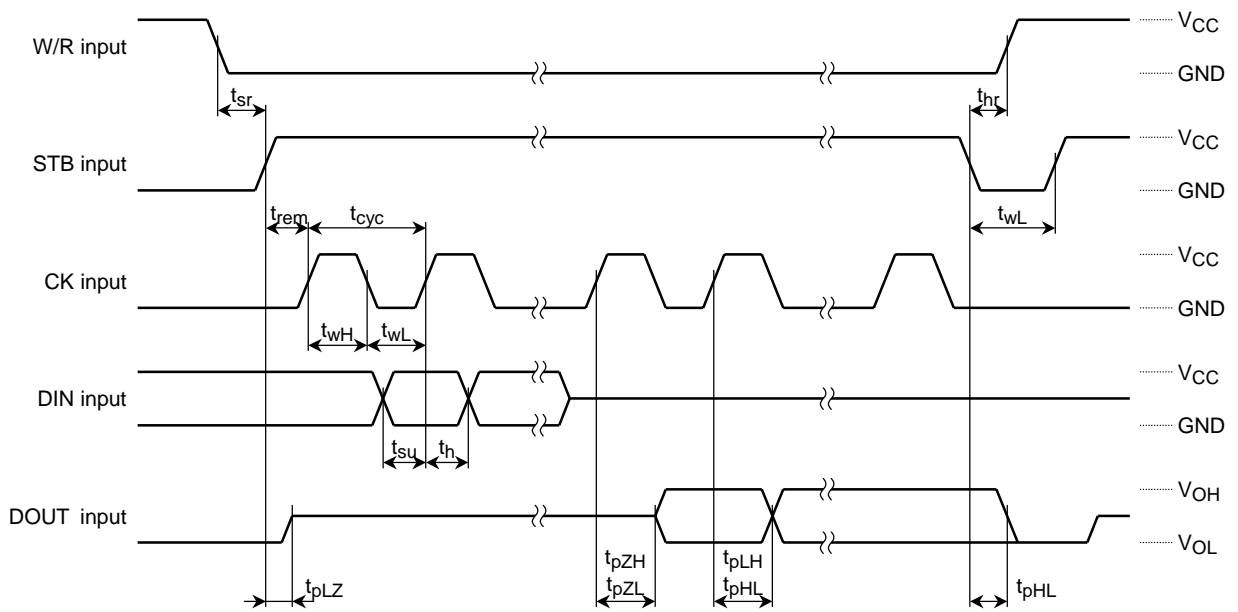 W/R input
VCC
GND
tsr
thr
STB input
VCC
GND
trem
tcyc
twL
CK input
VCC
GND
twH
twL
DIN input
VCC
GND
tsu
th
DOUT input
VOH
VOL
tpLZ
tpZH
tpZL
tpLH
tpHL
tpHL